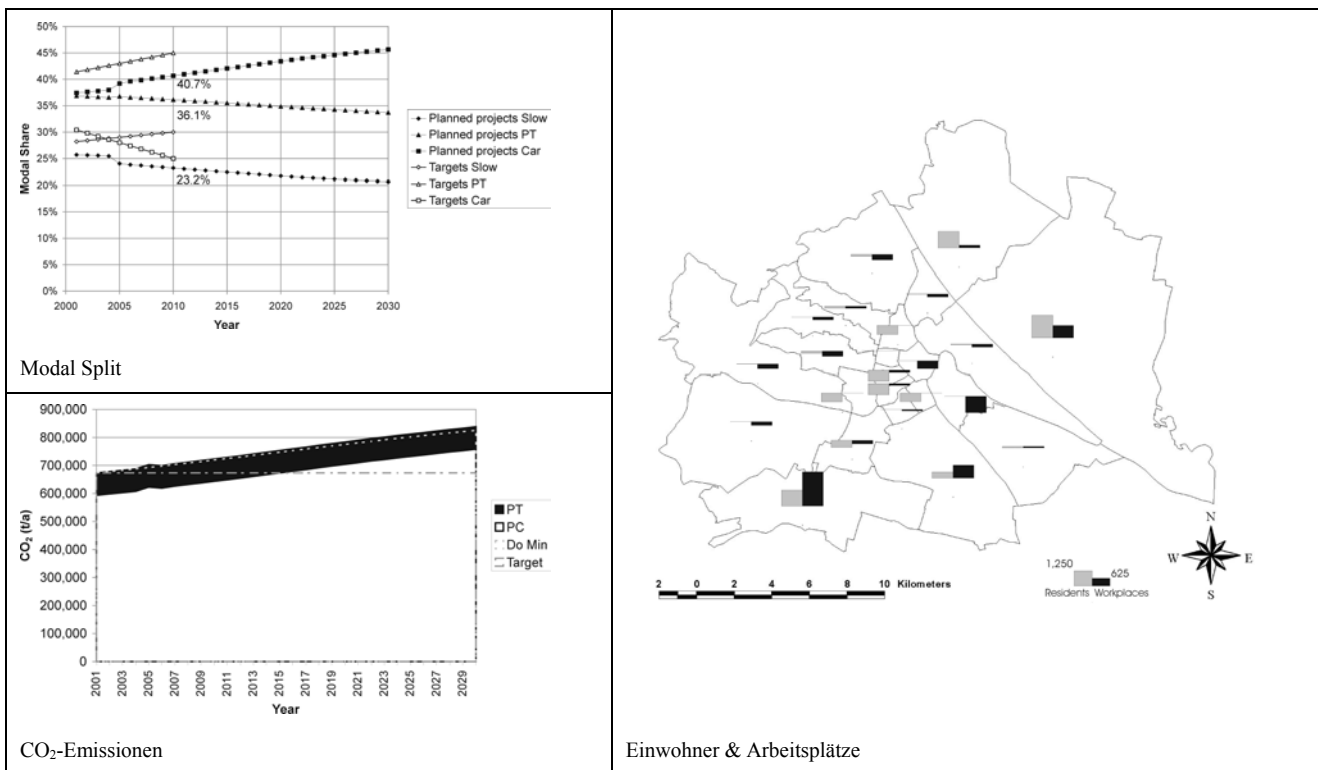 50%
45%
40%
35%
30%
25%
20%
15%
10%
5%
0%
Modal Share
40.7%
36.1%
23.2%
2000 2005 2010 2015 2020 2025 2030
Year
Planned projects Slow
Planned projects PT
Planned projects Car
Targets Slow
Targets PT
Targets Car
Modal Split
900,000
800,000
700,000
600,000
500,000
400,000
300,000
200,000
100,000
0
CO₂ (t/a)
2001 2003 2005 2007 2009 2011 2013 2015 2017 2019 2021 2023 2025 2027 2029
Year
PT
PC
Do Min
Target
CO₂-Emissionen
N
W E
S
2 0 2 4 6 8 10 Kilometers
1,250 625
Residents Workplaces
Einwohner & Arbeitsplätze